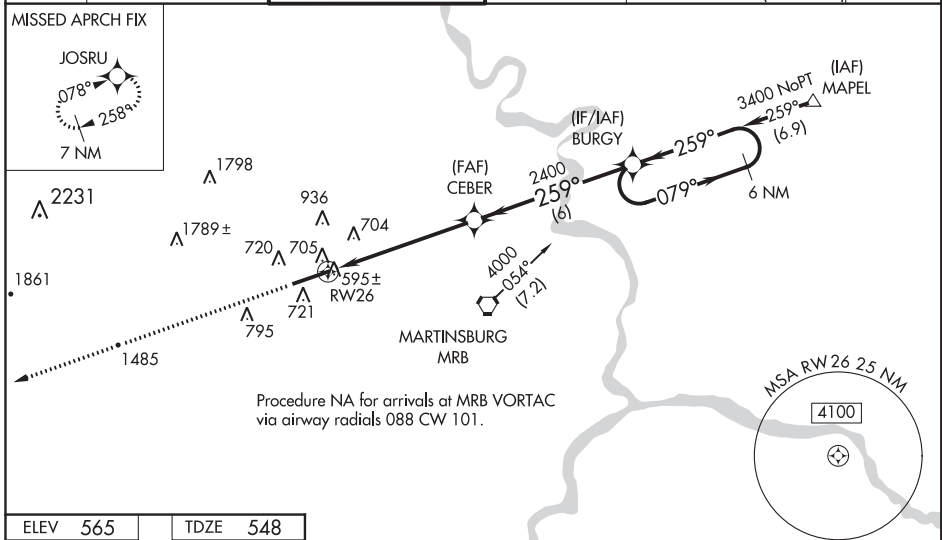 MISSED APRCH FIX
JOSRU
078°
258°
7 NM
(IAF)
MAPEL
3400 NoPT
259°
(6.9)
(IF/IAF)
BURGY
259°
079°
6 NM
(FAF)
CEBER
2400
259°
(6)
1798
2231
936
1789±
704
720
705
595±
RW26
1861
721
795
4000
054°
(7.2)
MARTINSBURG
MRB
1485
MSA RW26 25 NM
4100
Procedure NA for arrivals at MRB VORTAC
via airway radials 088 CW 101.
ELEV 565
TDZE 548